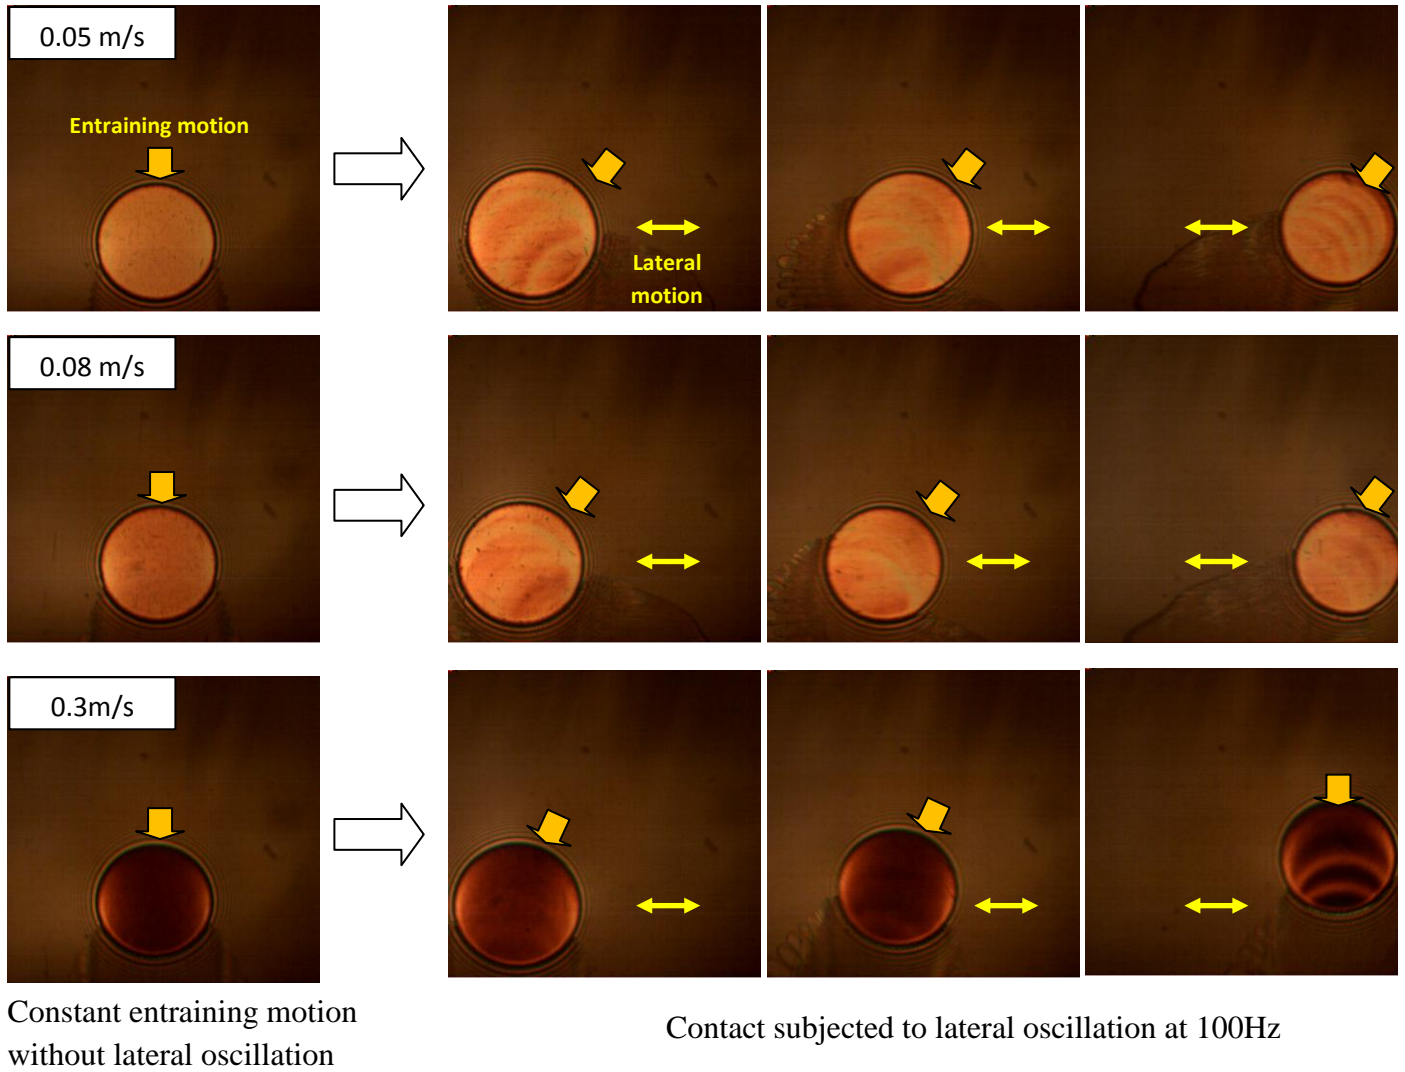 0.05 m/s
Entraining motion
Lateral
motion
0.08 m/s
0.3m/s
Constant entraining motion
without lateral oscillation
Contact subjected to lateral oscillation at 100Hz